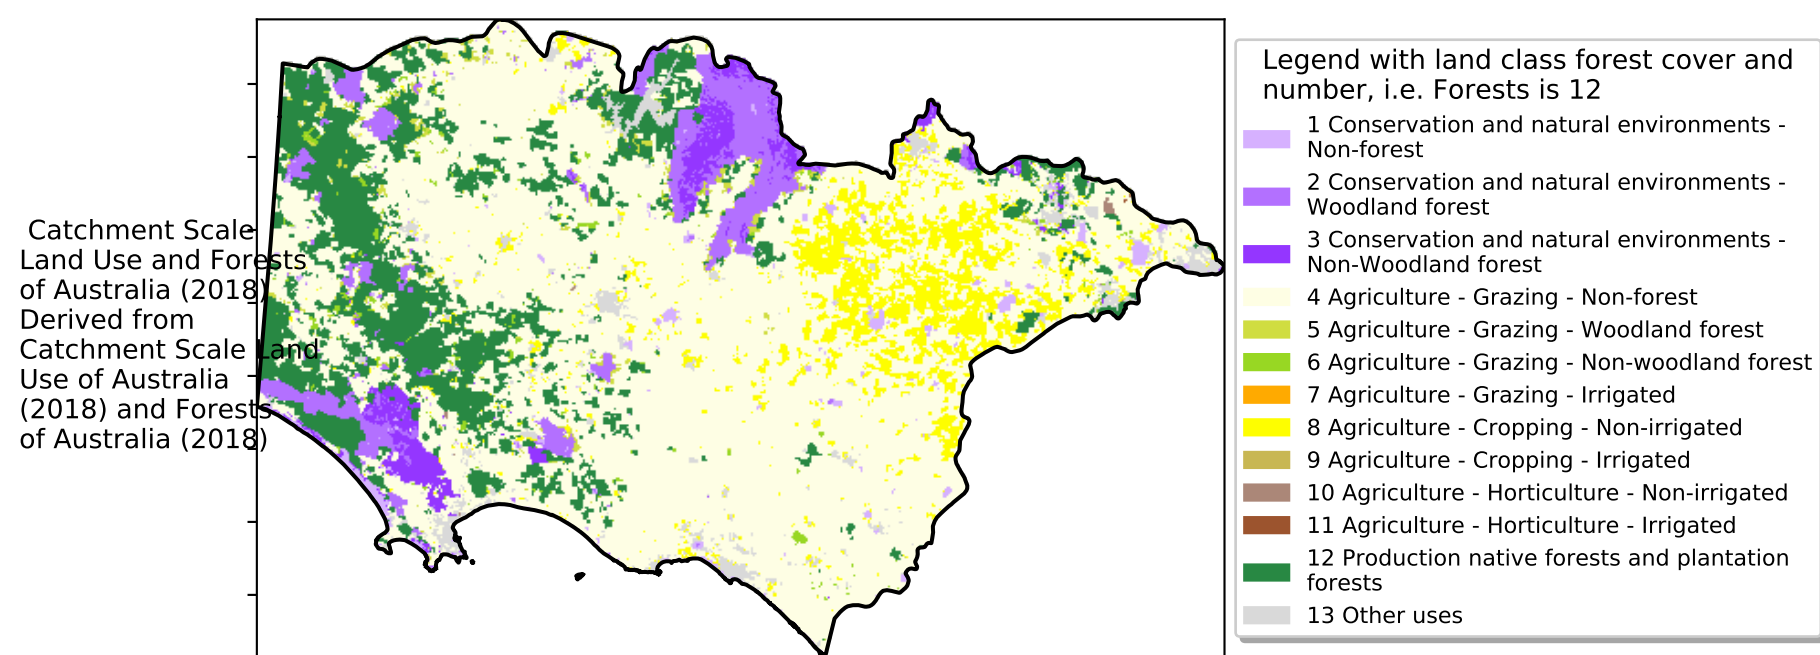 Catchment Scale
Land Use and Forests
of Australia (2018)
Derived from
Catchment Scale Land
Use of Australia
(2018) and Forests
of Australia (2018)
Legend with land class forest cover and
number, i.e. Forests is 12
1 Conservation and natural environments -
Non-forest
2 Conservation and natural environments -
Woodland forest
3 Conservation and natural environments -
Non-Woodland forest
4 Agriculture - Grazing - Non-forest
5 Agriculture - Grazing - Woodland forest
6 Agriculture - Grazing - Non-woodland forest
7 Agriculture - Grazing - Irrigated
8 Agriculture - Cropping - Non-irrigated
9 Agriculture - Cropping - Irrigated
10 Agriculture - Horticulture - Non-irrigated
11 Agriculture - Horticulture - Irrigated
12 Production native forests and plantation
forests
13 Other uses